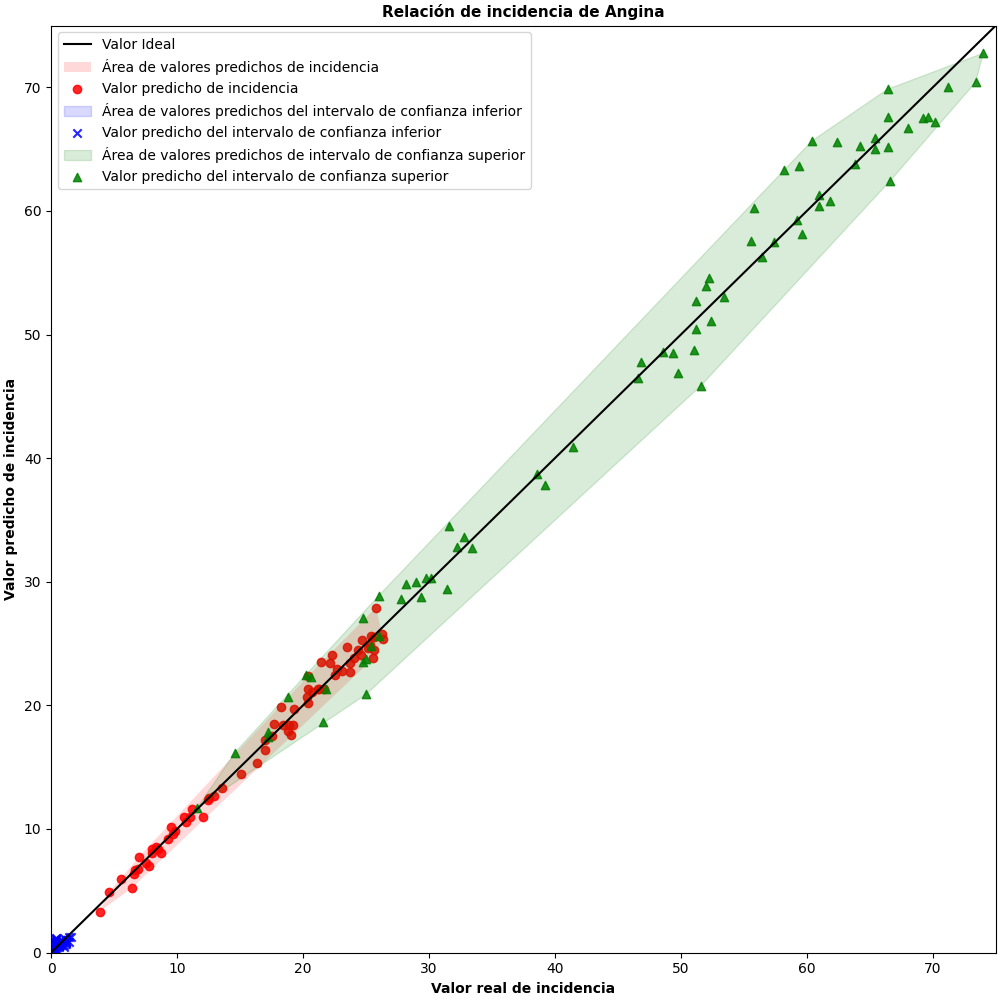 Relación de incidencia de Angina
Valor Ideal
Área de valores predichos de incidencia
Valor predicho de incidencia
Área de valores predichos del intervalo de confianza inferior
Valor predicho del intervalo de confianza inferior
Área de valores predichos de intervalo de confianza superior
Valor predicho del intervalo de confianza superior
Valor predicho de incidencia
70
60
50
40
30
20
10
0
0 10 20 30 40 50 60 70
Valor real de incidencia